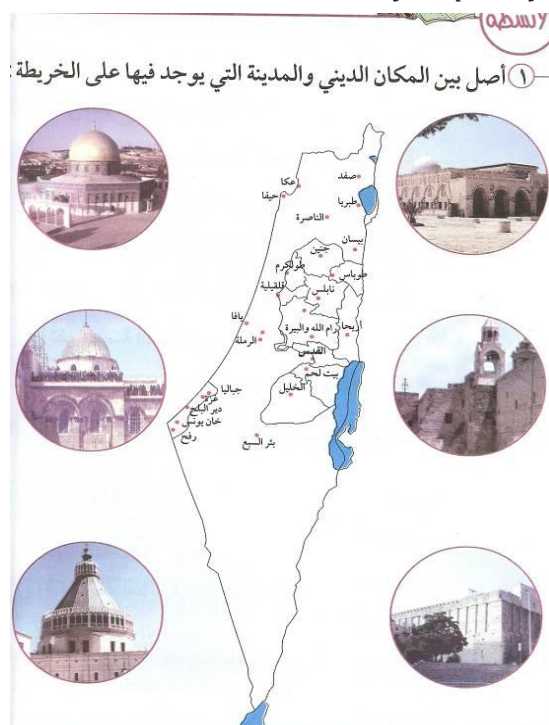 الأنشطة
١ أصل بين المكان الديني والمدينة التي يوجد فيها على الخريطة :
صفد
عكا
حيفا
طبريا
الناصرة
بيسان
جنين
طولكرم
طوباس
قلقيلية
نابلس
يافا
أريحا
رام الله والبيرة
الرملة
القدس
بيت لحم
الخليل
جباليا
غزة
دير البلح
خان يونس
رفح
بئر السبع